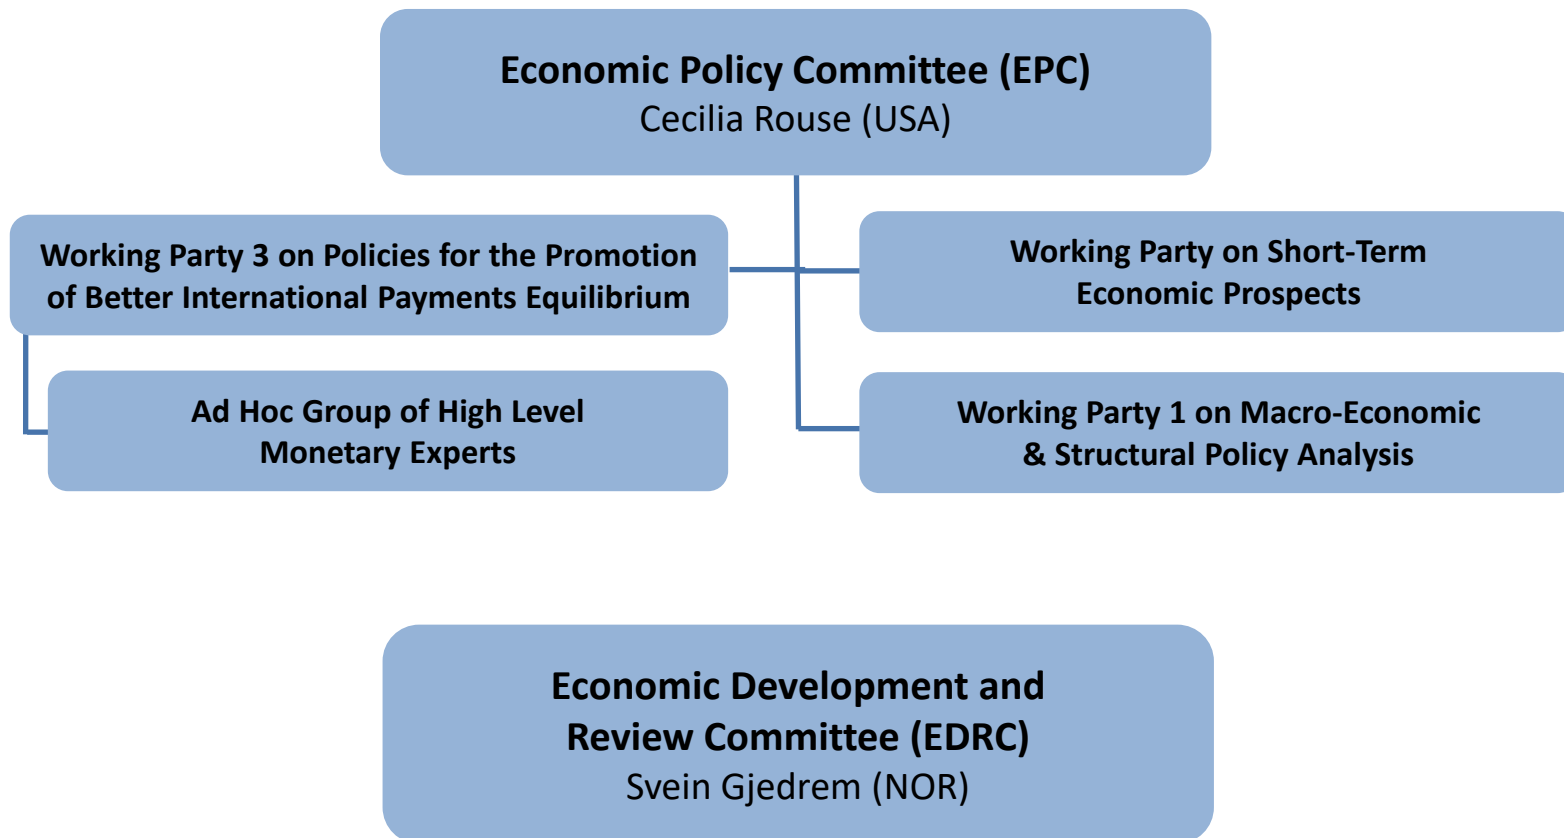 Economic Policy Committee (EPC)
Cecilia Rouse (USA)
Working Party 3 on Policies for the Promotion
of Better International Payments Equilibrium
Working Party on Short-Term
Economic Prospects
Ad Hoc Group of High Level
Monetary Experts
Working Party 1 on Macro-Economic
& Structural Policy Analysis
Economic Development and
Review Committee (EDRC)
Svein Gjedrem (NOR)